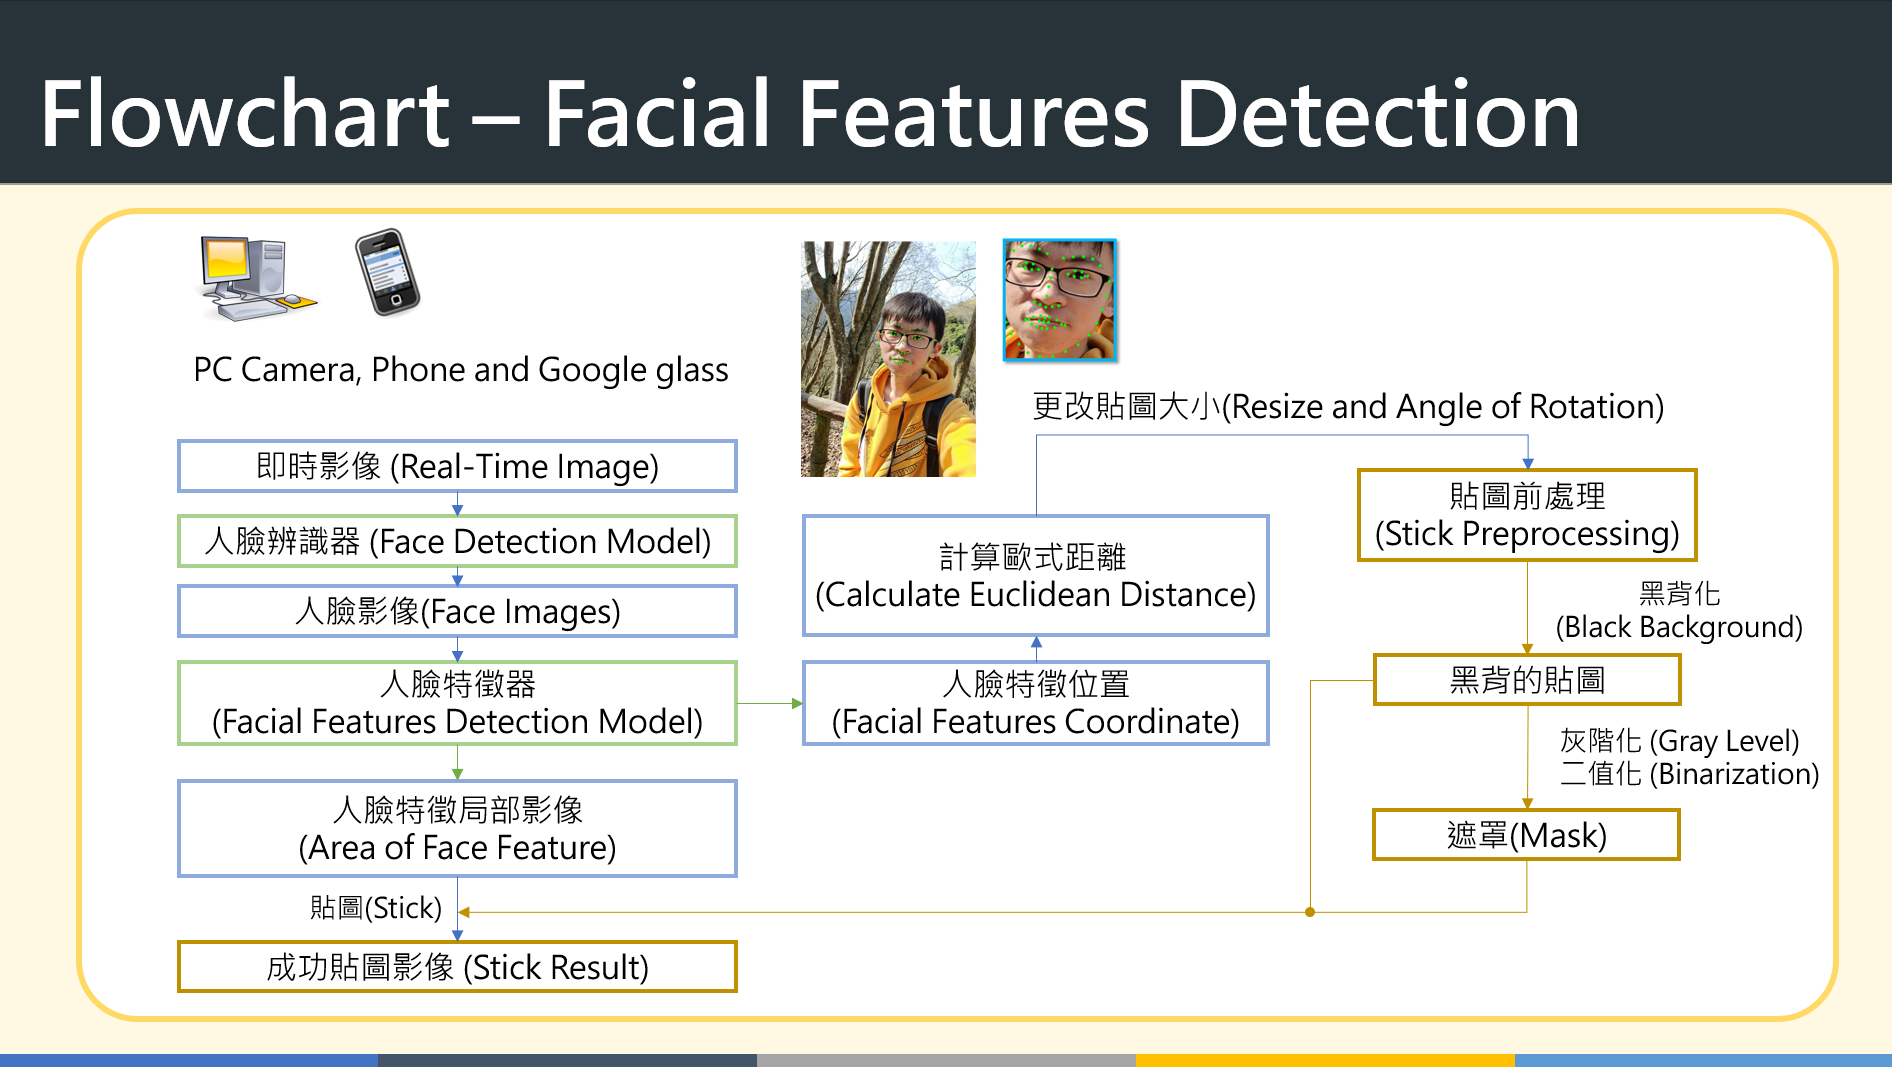 Flowchart – Facial Features Detection
PC Camera, Phone and Google glass
即時影像 (Real-Time Image)
人臉辨識器 (Face Detection Model)
人臉影像(Face Images)
人臉特徵器
(Facial Features Detection Model)
人臉特徵局部影像
(Area of Face Feature)
貼圖(Stick)
成功貼圖影像 (Stick Result)
人臉特徵位置
(Facial Features Coordinate)
計算歐式距離
(Calculate Euclidean Distance)
更改貼圖大小(Resize and Angle of Rotation)
貼圖前處理
(Stick Preprocessing)
黑背化
(Black Background)
黑背的貼圖
灰階化 (Gray Level)
二值化 (Binarization)
遮罩(Mask)